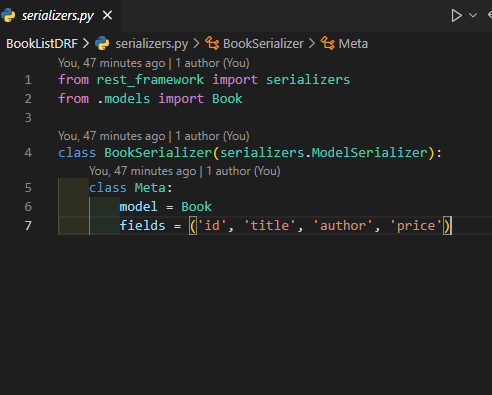 serializers.py
BookListDRF > serializers.py > BookSerializer > Meta
You, 47 minutes ago | 1 author (You)
1 from rest_framework import serializers
2 from .models import Book
3
You, 47 minutes ago | 1 author (You)
4 class BookSerializer(serializers.ModelSerializer):
You, 47 minutes ago | 1 author (You)
5 class Meta:
6 model = Book
7 fields = ('id', 'title', 'author', 'price')